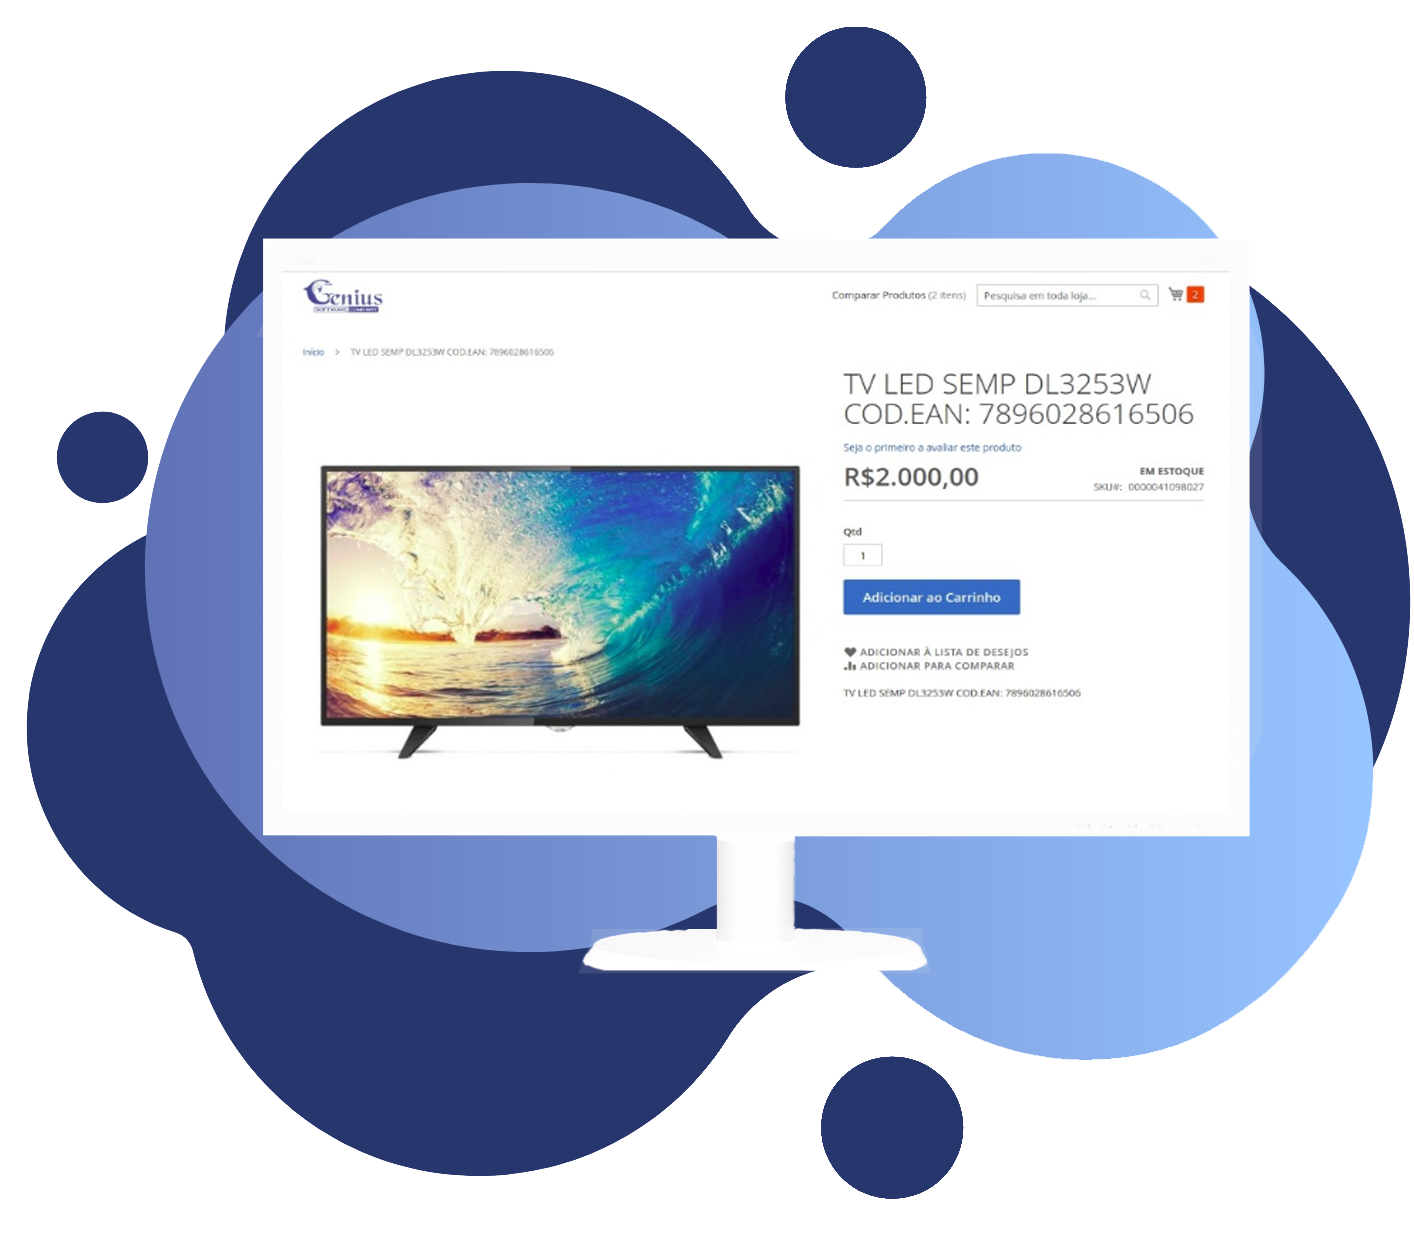 Genius
Comparar Produtos (2 itens)
Pesquisa em toda loja...
2
Início > TV LED SEMP DL3253W COD.EAN: 7896028616506
TV LED SEMP DL3253W
COD.EAN: 7896028616506
Seja o primeiro a avaliar este produto
R$2.000,00
EM ESTOQUE
SKU#: 0000041098027
Qtd
1
Adicionar ao Carrinho
ADICIONAR À LISTA DE DESEJOS
ADICIONAR PARA COMPARAR
TV LED SEMP DL3253W COD.EAN: 7896028616506